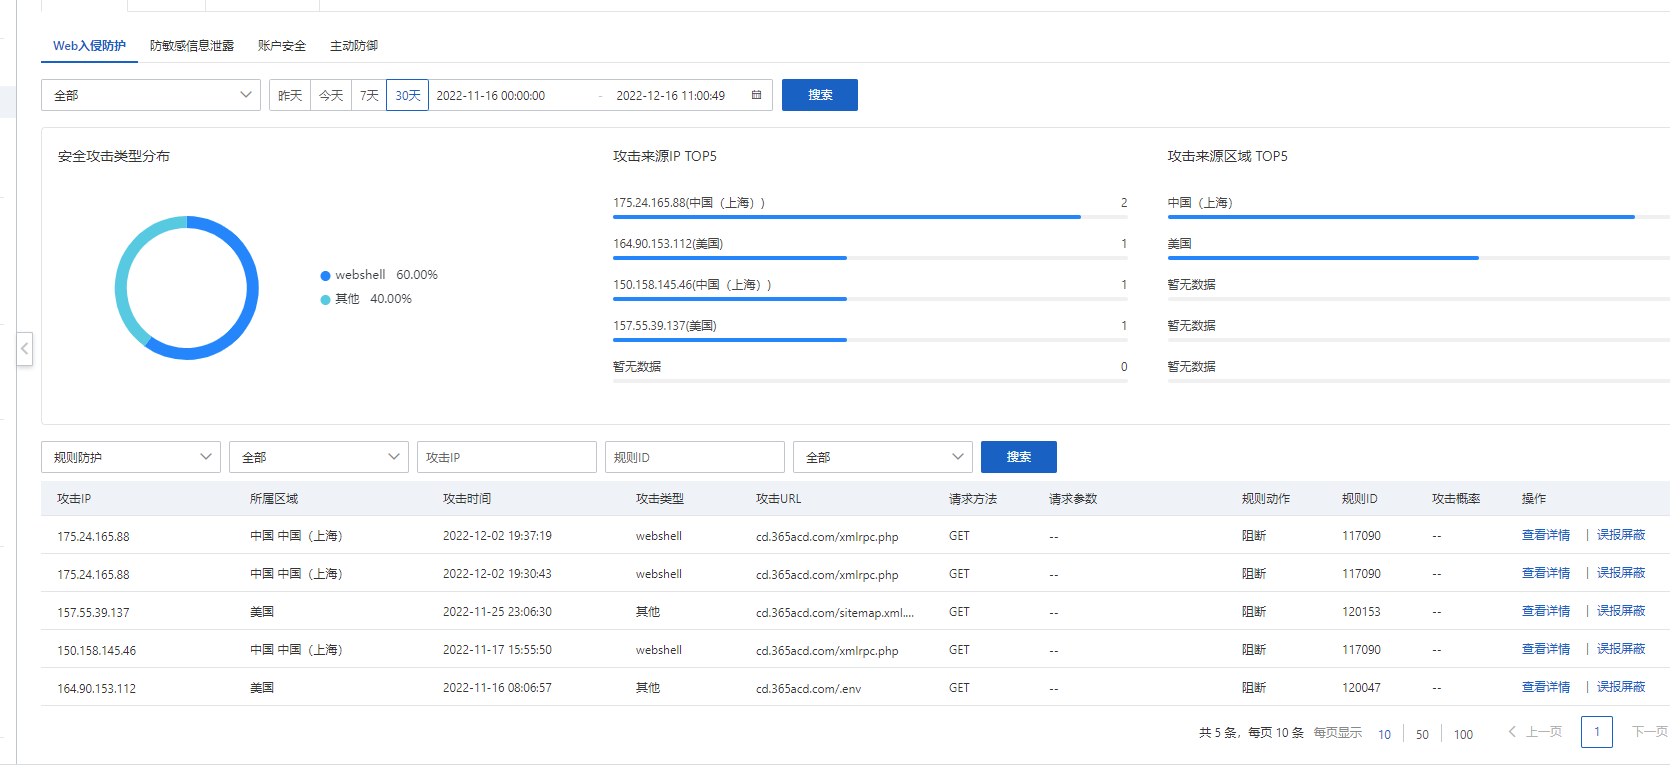 Web入侵防护 防敏感信息泄露 账户安全 主动防御
全部 昨天 今天 7天 30天 2022-11-16 00:00:00 - 2022-12-16 11:00:49 搜索
安全攻击类型分布
webshell 60.00%
其他 40.00%
攻击来源IP TOP5
175.24.165.88(中国（上海）) 2
164.90.153.112(美国) 1
150.158.145.46(中国（上海）) 1
157.55.39.137(美国) 1
暂无数据 0
攻击来源区域 TOP5
中国（上海）
美国
暂无数据
暂无数据
暂无数据
规则防护 全部 攻击IP 规则ID 全部 搜索
攻击IP 所属区域 攻击时间 攻击类型 攻击URL 请求方法 请求参数 规则动作 规则ID 攻击概率 操作
175.24.165.88 中国 中国（上海） 2022-12-02 19:37:19 webshell cd.365acd.com/xmlrpc.php GET -- 阻断 117090 -- 查看详情 | 误报屏蔽
175.24.165.88 中国 中国（上海） 2022-12-02 19:30:43 webshell cd.365acd.com/xmlrpc.php GET -- 阻断 117090 -- 查看详情 | 误报屏蔽
157.55.39.137 美国 2022-11-25 23:06:30 其他 cd.365acd.com/sitemap.xml.... GET -- 阻断 120153 -- 查看详情 | 误报屏蔽
150.158.145.46 中国 中国（上海） 2022-11-17 15:55:50 webshell cd.365acd.com/xmlrpc.php GET -- 阻断 117090 -- 查看详情 | 误报屏蔽
164.90.153.112 美国 2022-11-16 08:06:57 其他 cd.365acd.com/.env GET -- 阻断 120047 -- 查看详情 | 误报屏蔽
共 5 条，每页 10 条 每页显示 10 | 50 | 100 上一页 1 下一页